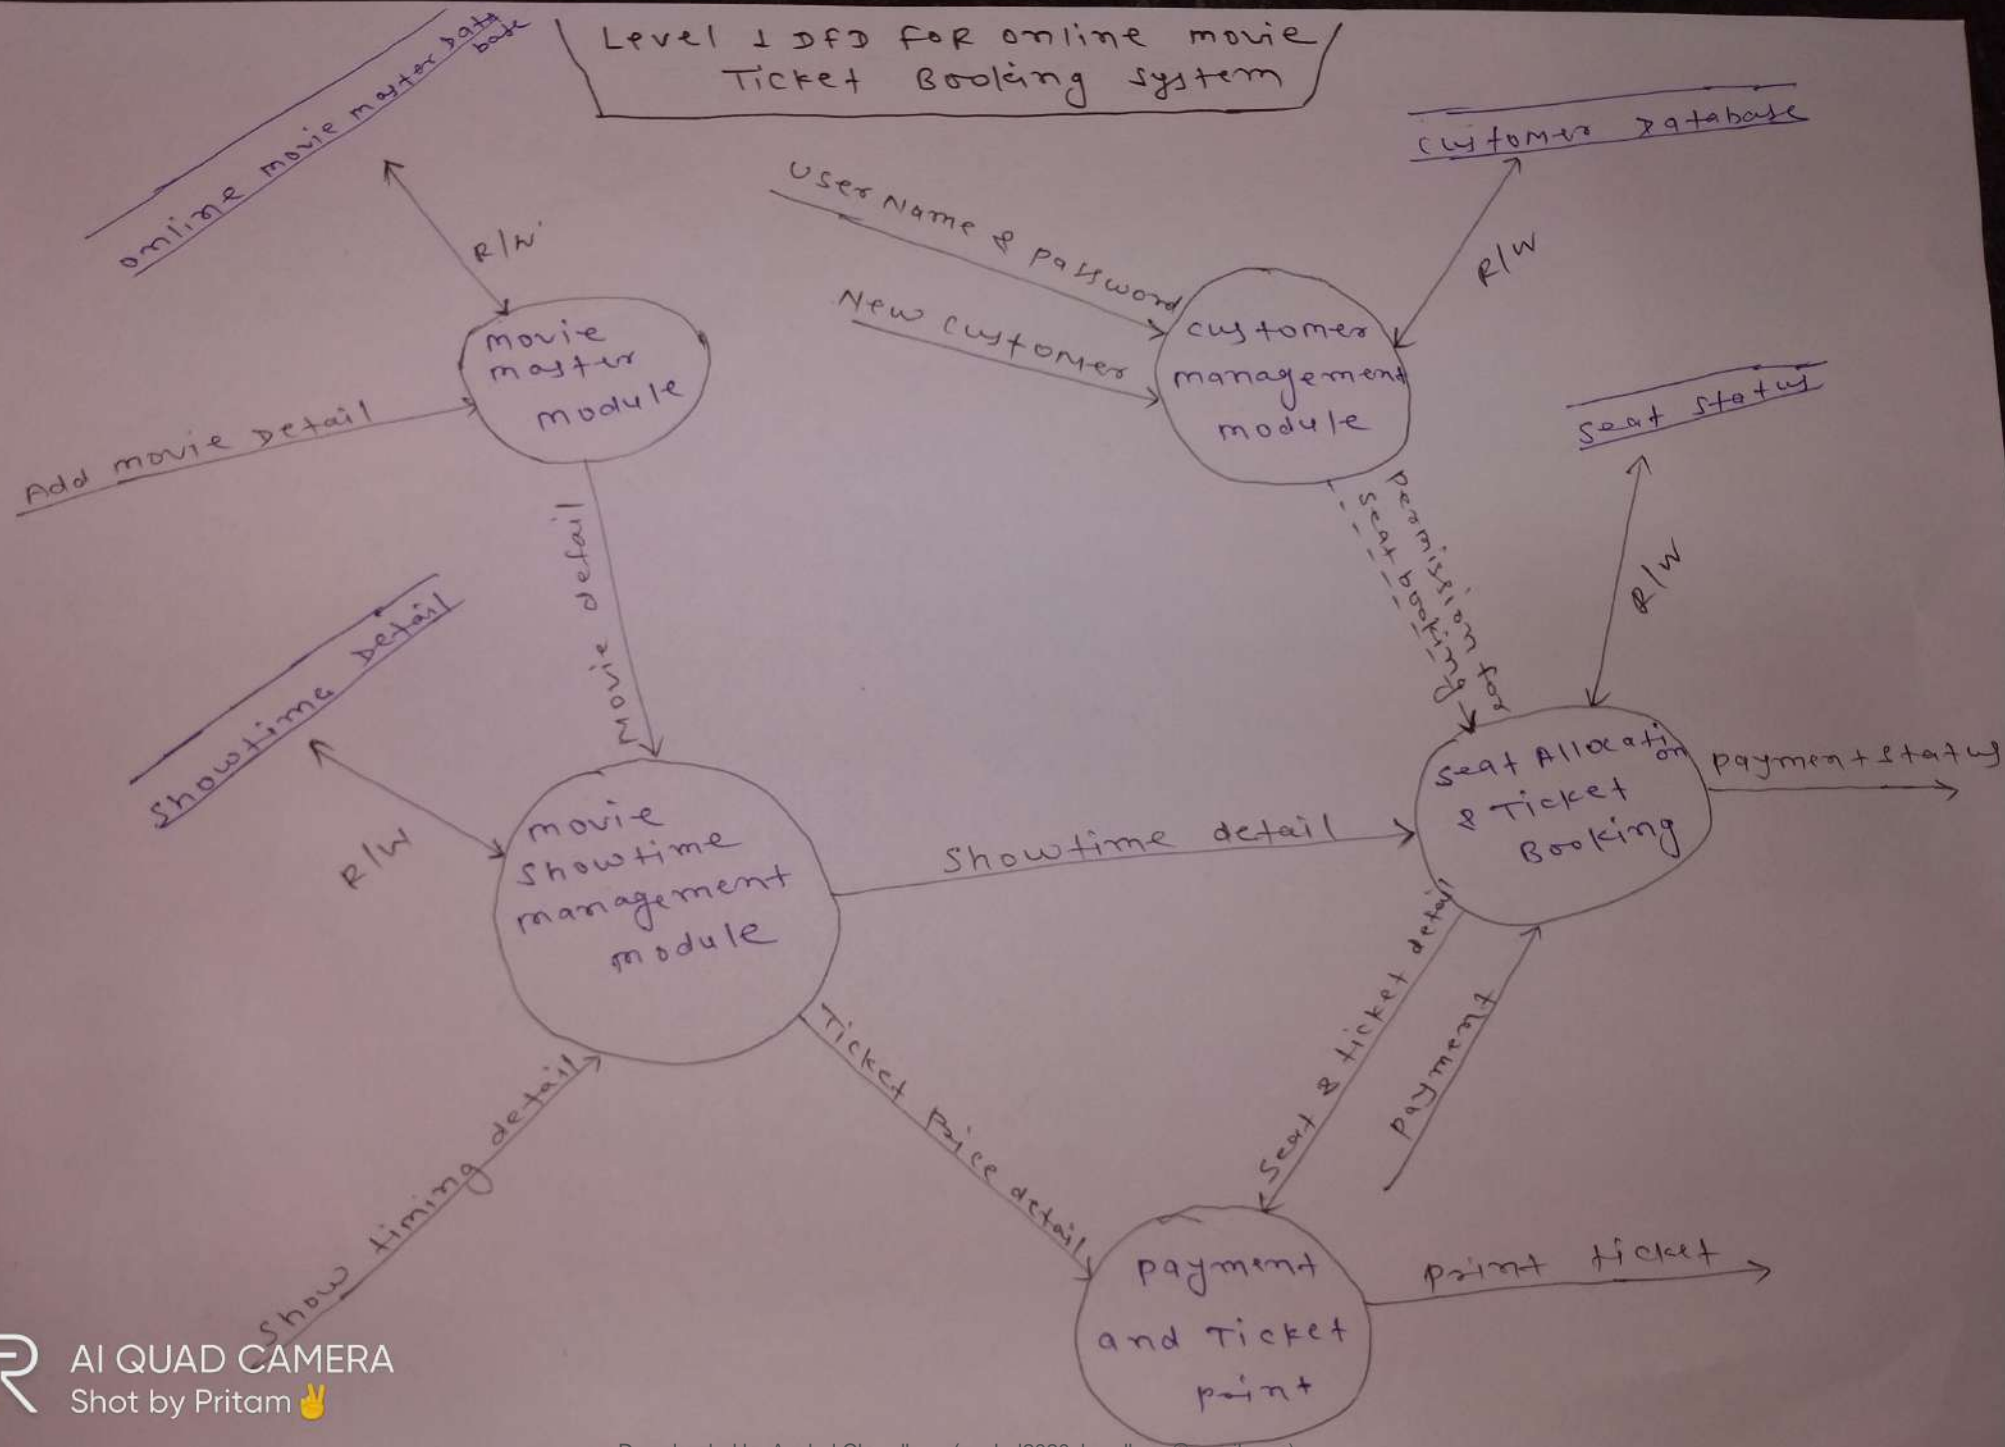 Level 1 DFD FOR online movie
Ticket Booking System
online movie master Data
base
R/W
movie
master
module
Add movie Detail
User Name & password
New customer
customer
management
module
customer Database
R/W
seat status
R/W
permission for
seat booking
movie detail
Showtime Detail
R/W
movie
showtime
management
module
Showtime detail
seat Allocati
on
& Ticket
Booking
payment status
Show timing detail
Ticket price detail
seat & ticket detail
payment
payment
and Ticket
print
print ticket
AI QUAD CAMERA
Shot by Pritam✌